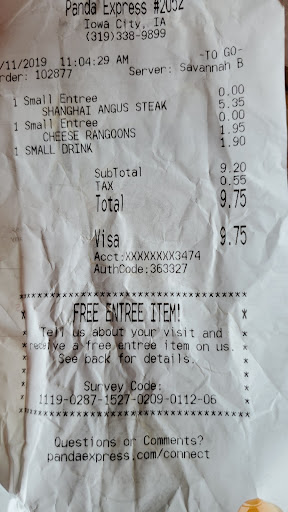 Panda Express #2052
Iowa City, IA
(319)338-9899
/11/2019 11:04:29 AM -TO GO-
rder: 102877 Server: Savannah B
1 Small Entree 0.00
SHANGHAI ANGUS STEAK 5.35
1 Small Entree 0.00
CHEESE RANGOONS 1.95
1 SMALL DRINK 1.90
SubTotal 9.20
TAX 0.55
Total 9.75
Visa 9.75
Acct:XXXXXXXX3474
AuthCode:363327
FREE ENTREE ITEM!
Tell us about your visit and
receive a free entree item on us.
See back for details.
Survey Code:
1119-0287-1527-0209-0112-06
Questions or Comments?
pandaexpress.com/connect